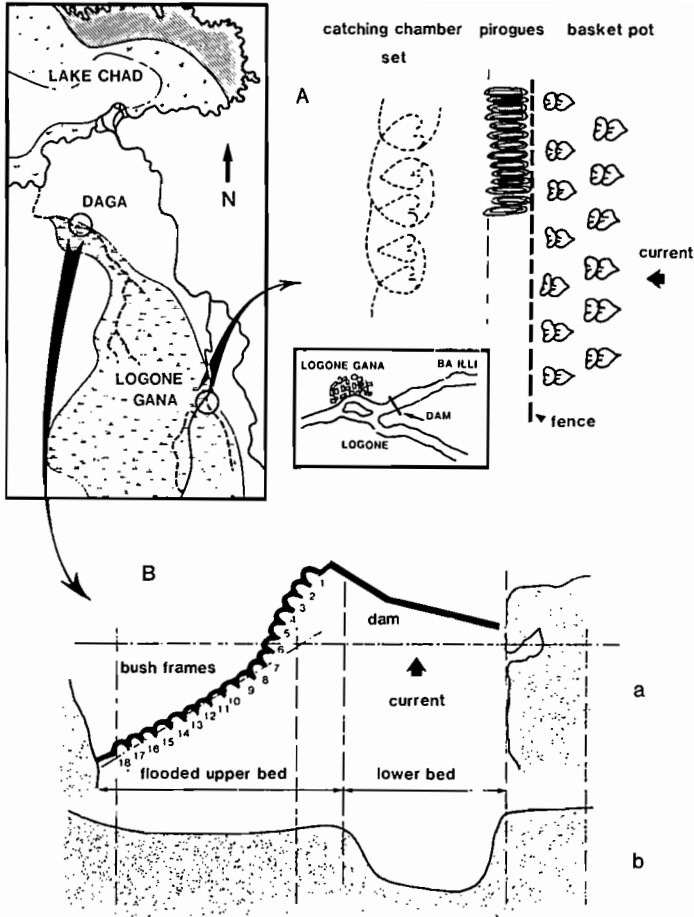 LAKE CHAD
DAGA
N
LOGONE
GANA
A
catching chamber
set
pirogues
basket pot
current
fence
LOGONE GANA
BA ILLI
DAM
LOGONE
B
bush frames
dam
current
1
2
3
4
5
6
7
8
9
10
11
12
13
14
15
16
17
18
flooded upper bed
lower bed
a
b